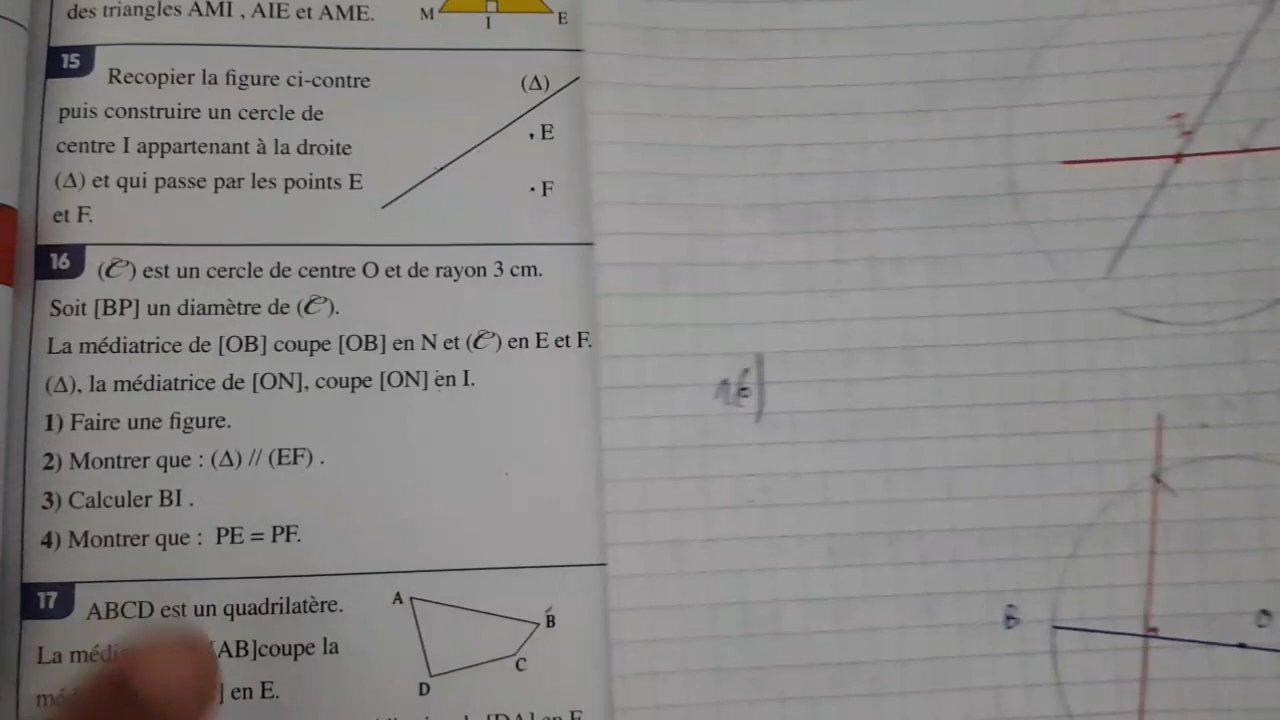 des triangles AMI , AIE et AME.
M
I
E
15
Recopier la figure ci-contre
puis construire un cercle de
centre I appartenant à la droite
(Δ) et qui passe par les points E
et F.
(Δ)
E
F
16
(𝒞) est un cercle de centre O et de rayon 3 cm.
Soit [BP] un diamètre de (𝒞).
La médiatrice de [OB] coupe [OB] en N et (𝒞) en E et F.
(Δ), la médiatrice de [ON], coupe [ON] en I.
1) Faire une figure.
2) Montrer que : (Δ) // (EF) .
3) Calculer BI .
4) Montrer que : PE = PF.
17
ABCD est un quadrilatère.
La [AB]coupe la
] en E.
A
B
C
D
[DA] en F
I
16)
B
O